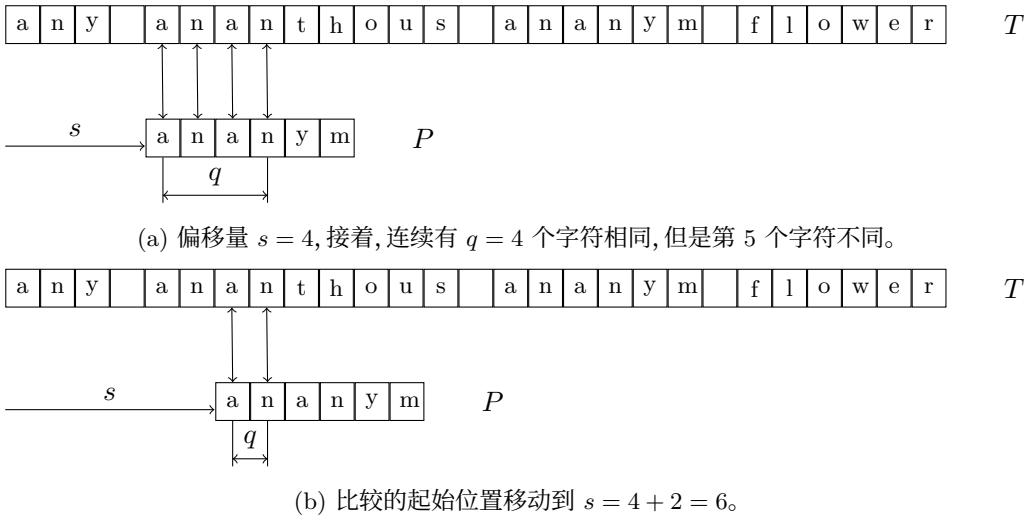 a n y a n a n t h o u s a n a n y m f l o w e r T
s a n a n y m P
q
(a) 偏移量 s = 4, 接着, 连续有 q = 4 个字符相同, 但是第 5 个字符不同。
a n y a n a n t h o u s a n a n y m f l o w e r T
s a n a n y m P
q
(b) 比较的起始位置移动到 s = 4 + 2 = 6。